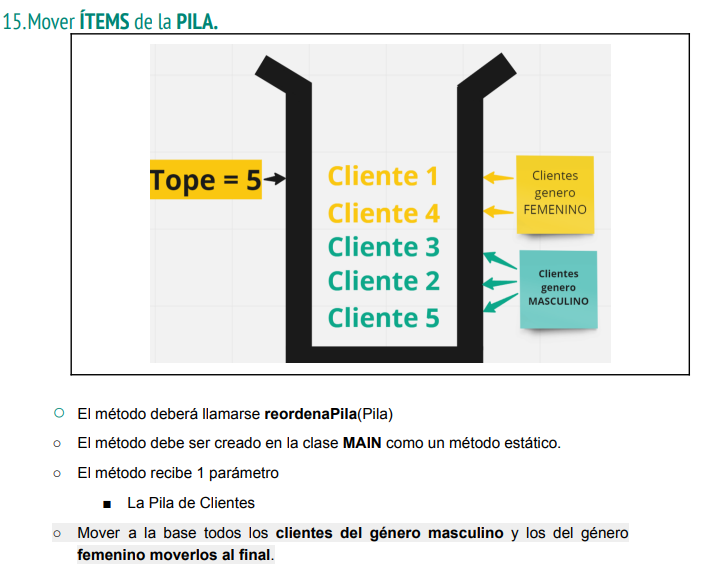 15.Mover ÍTEMS de la PILA.
Tope = 5
Cliente 1
Cliente 4
Cliente 3
Cliente 2
Cliente 5
Clientes
genero
FEMENINO
Clientes
genero
MASCULINO
○ El método deberá llamarse reordenaPila(Pila)
○ El método debe ser creado en la clase MAIN como un método estático.
○ El método recibe 1 parámetro
■ La Pila de Clientes
○ Mover a la base todos los clientes del género masculino y los del género
femenino moverlos al final.